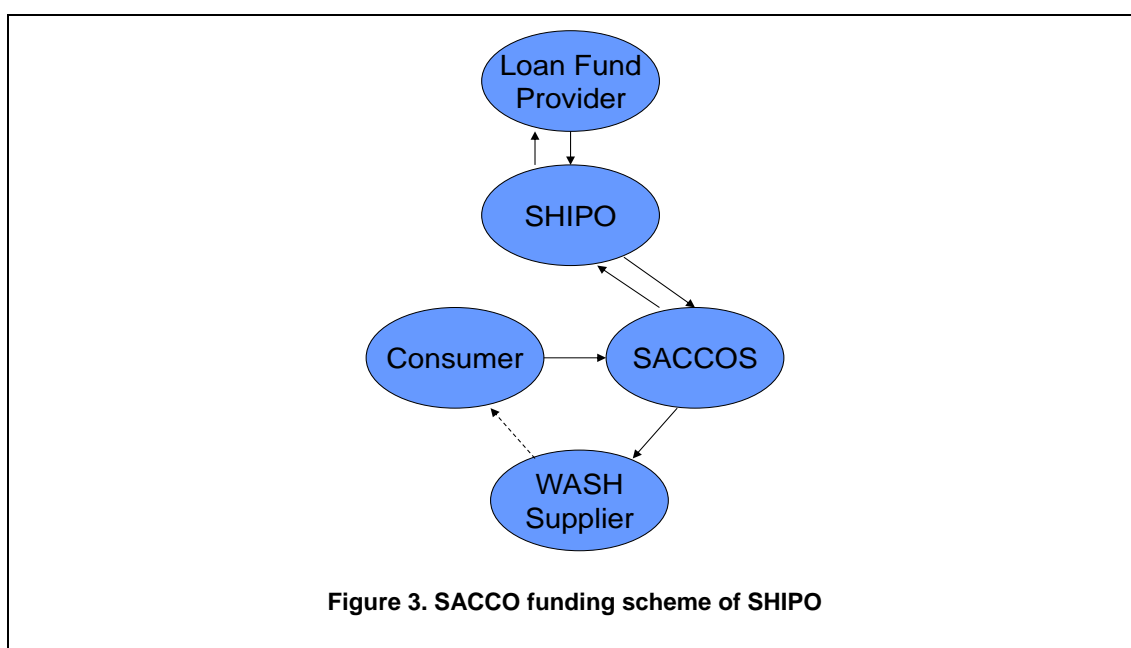 Loan Fund
Provider
SHIPO
Consumer
SACCOS
WASH
Supplier
Figure 3. SACCO funding scheme of SHIPO